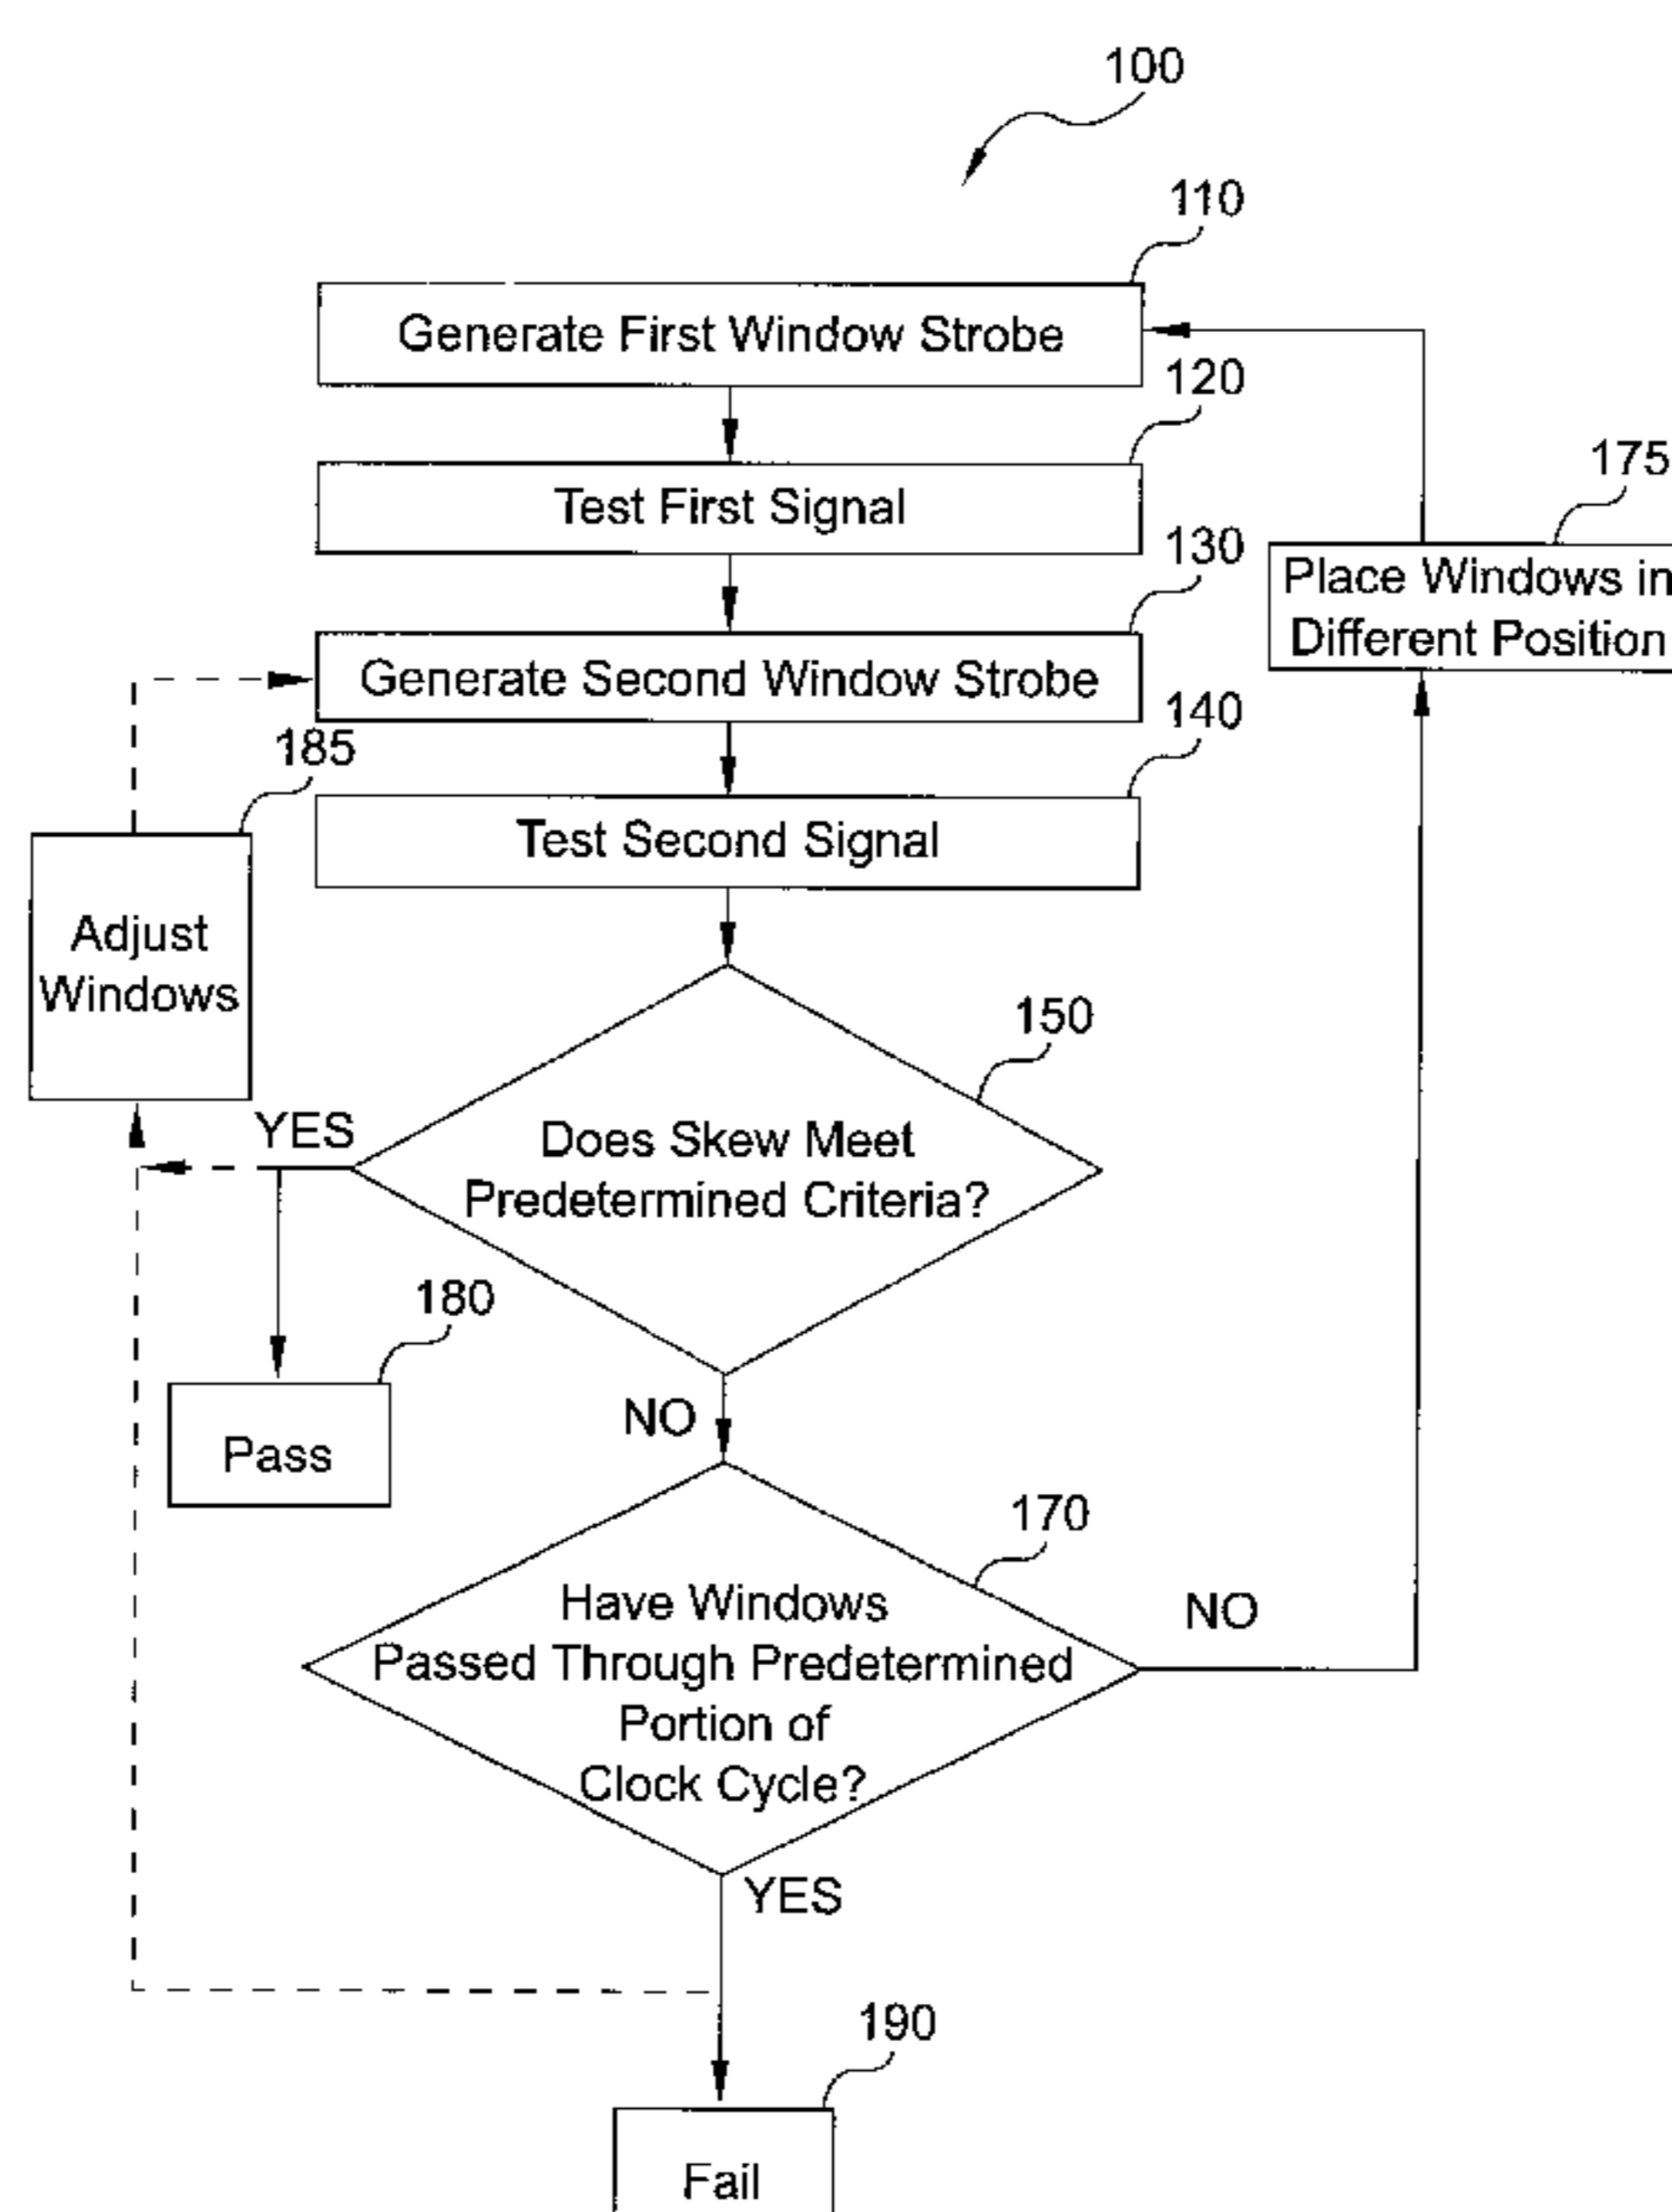 100
110
Generate First Window Strobe
120
Test First Signal
175
130
Place Windows in
Different Position
Generate Second Window Strobe
140
185
Test Second Signal
Adjust
Windows
150
YES
Does Skew Meet
Predetermined Criteria?
180
NO
Pass
170
Have Windows
Passed Through Predetermined
Portion of
Clock Cycle?
NO
YES
190
Fail